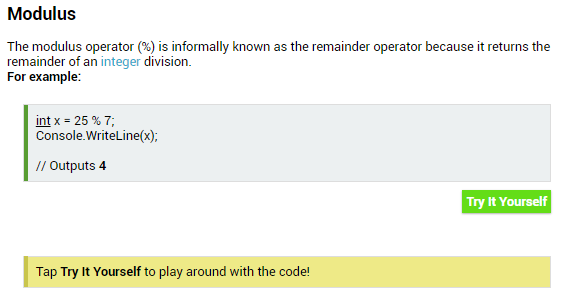 Modulus
The modulus operator (%) is informally known as the remainder operator because it returns the
remainder of an integer division.
For example:
int x = 25 % 7;
Console.WriteLine(x);
// Outputs 4
Try It Yourself
Tap Try It Yourself to play around with the code!